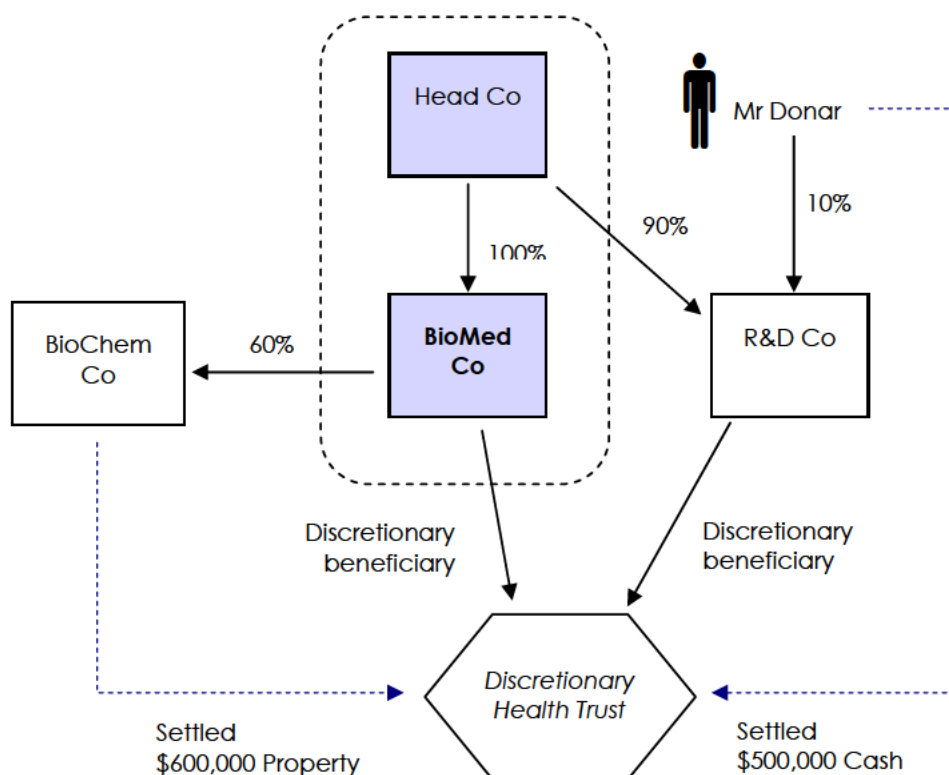 Head Co
Mr Donar
10%
90%
100%
BioChem
Co
60%
BioMed
Co
R&D Co
Discretionary
beneficiary
Discretionary
beneficiary
Discretionary
Health Trust
Settled
$600,000 Property
Settled
$500,000 Cash